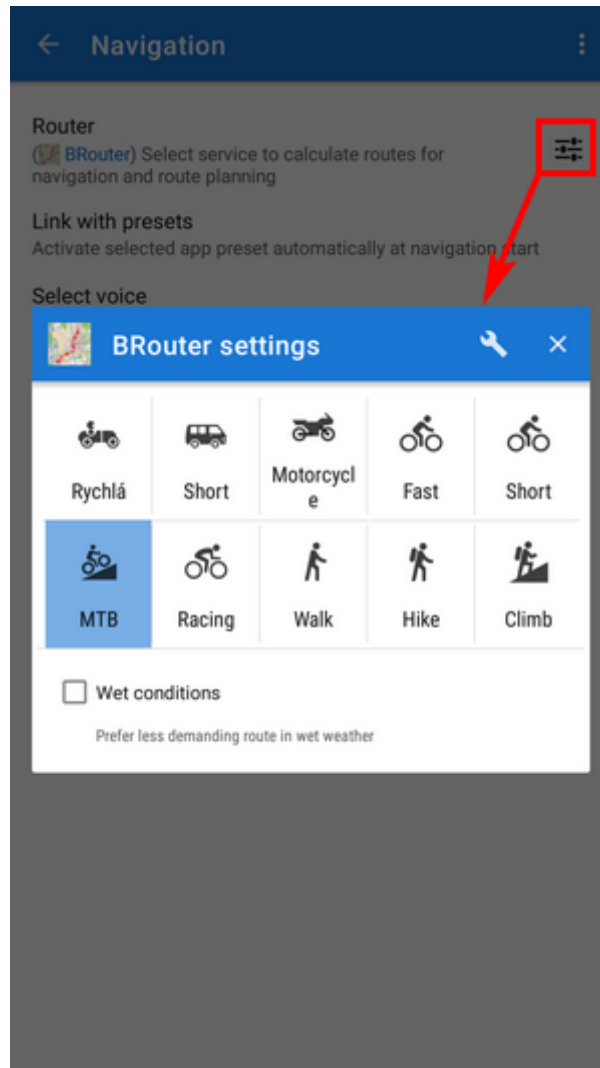 Navigation
Router
(BRouter) Select service to calculate routes for
navigation and route planning
Link with presets
Activate selected app preset automatically at navigation start
Select voice
BRouter settings
Rychlá
Short
Motorcycl
e
Fast
Short
MTB
Racing
Walk
Hike
Climb
Wet conditions
Prefer less demanding route in wet weather